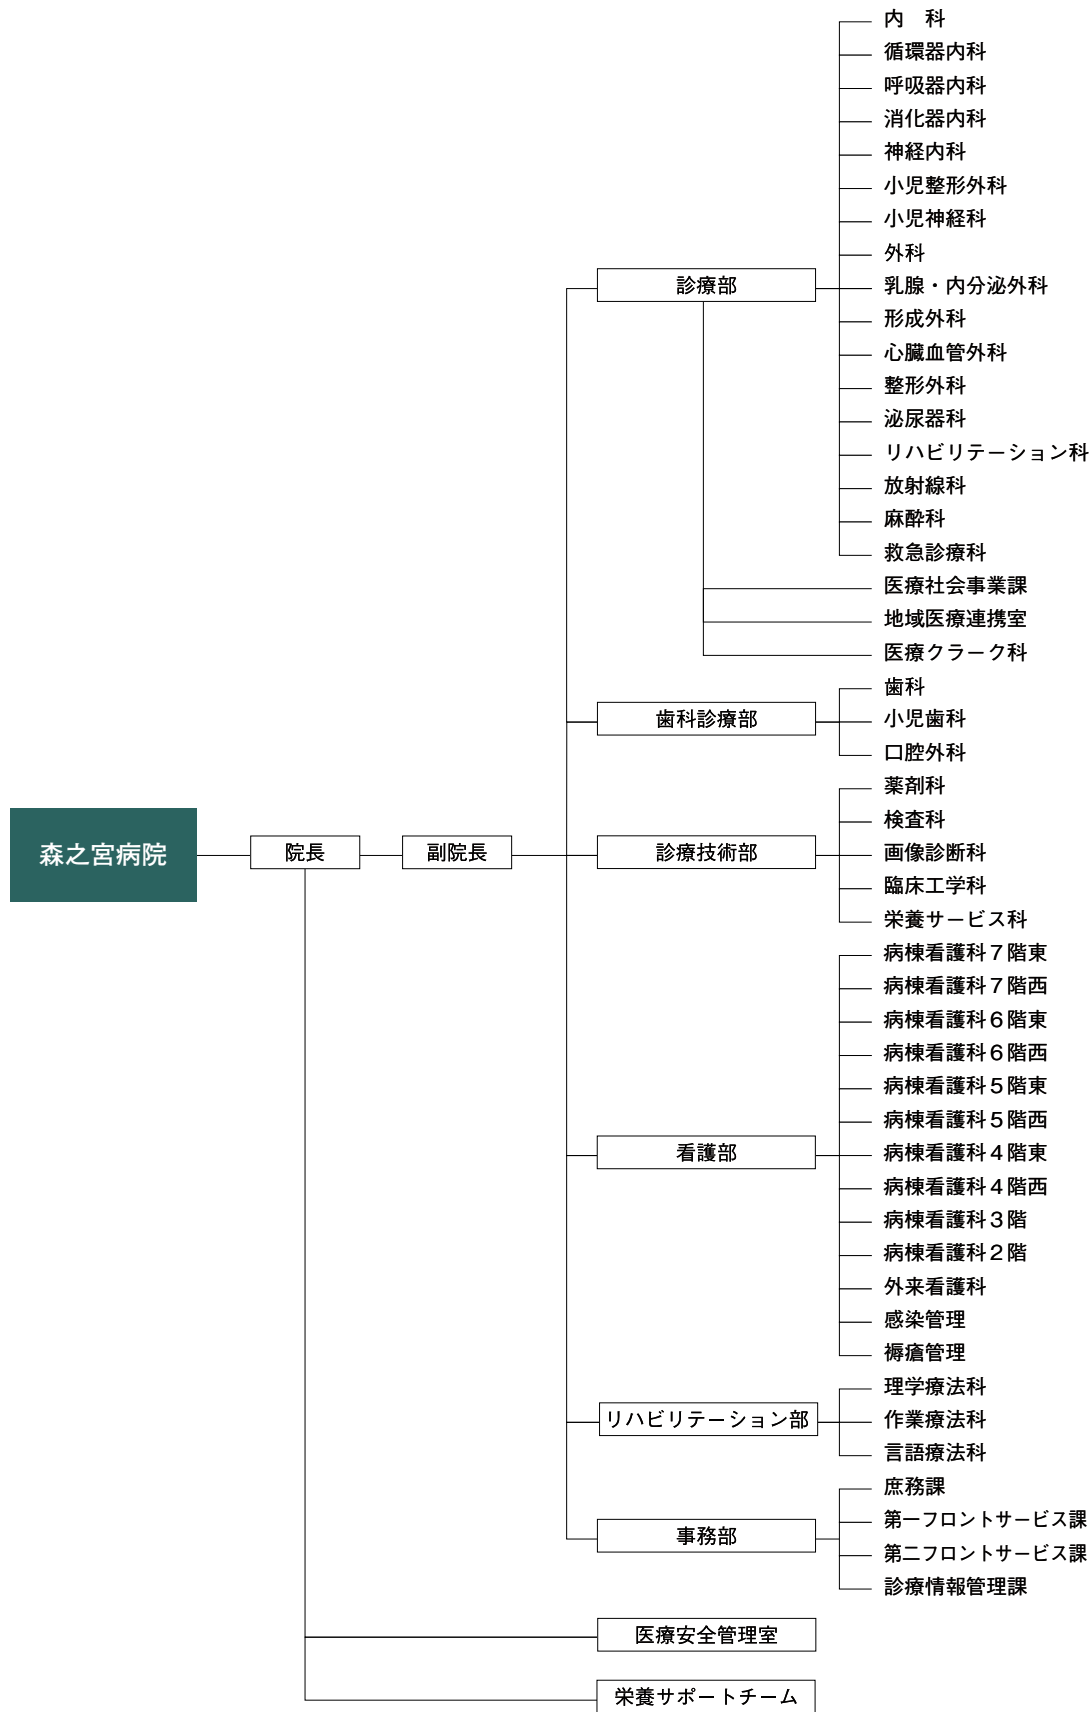 内　科
循環器内科
呼吸器内科
消化器内科
神経内科
小児整形外科
小児神経科
外科
診療部
乳腺・内分泌外科
形成外科
心臓血管外科
整形外科
泌尿器科
リハビリテーション科
放射線科
麻酔科
救急診療科
医療社会事業課
地域医療連携室
医療クラーク科
歯科
歯科診療部
小児歯科
口腔外科
薬剤科
検査科
森之宮病院
院長
副院長
診療技術部
画像診断科
臨床工学科
栄養サービス科
病棟看護科７階東
病棟看護科７階西
病棟看護科６階東
病棟看護科６階西
病棟看護科５階東
病棟看護科５階西
看護部
病棟看護科４階東
病棟看護科４階西
病棟看護科３階
病棟看護科２階
外来看護科
感染管理
褥瘡管理
理学療法科
リハビリテーション部
作業療法科
言語療法科
庶務課
第一フロントサービス課
事務部
第二フロントサービス課
診療情報管理課
医療安全管理室
栄養サポートチーム